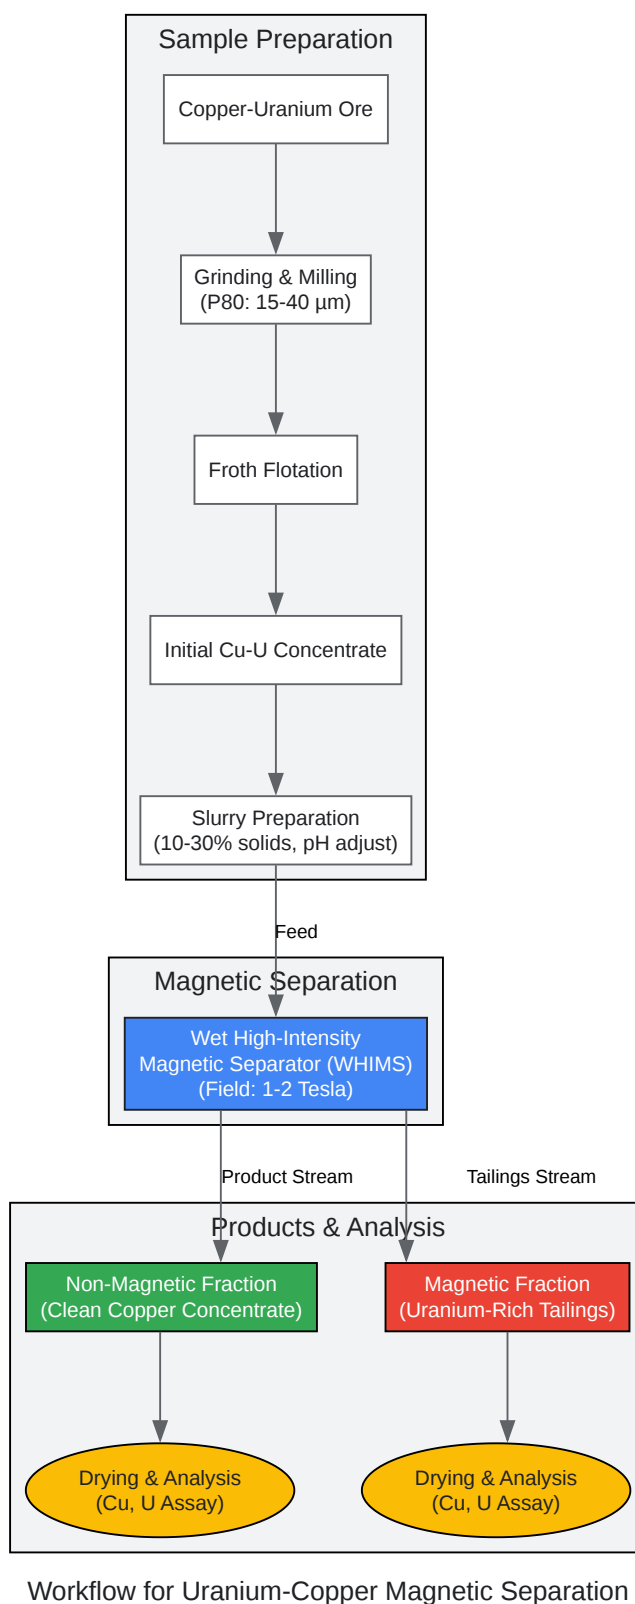 Sample Preparation
Copper-Uranium Ore
Grinding & Milling
(P80: 15-40 µm)
Froth Flotation
Initial Cu-U Concentrate
Slurry Preparation
(10-30% solids, pH adjust)
Feed
Magnetic Separation
Wet High-Intensity
Magnetic Separator (WHIMS)
(Field: 1-2 Tesla)
Product Stream
Tailings Stream
Products & Analysis
Non-Magnetic Fraction
(Clean Copper Concentrate)
Magnetic Fraction
(Uranium-Rich Tailings)
Drying & Analysis
(Cu, U Assay)
Drying & Analysis
(Cu, U Assay)
Workflow for Uranium-Copper Magnetic Separation